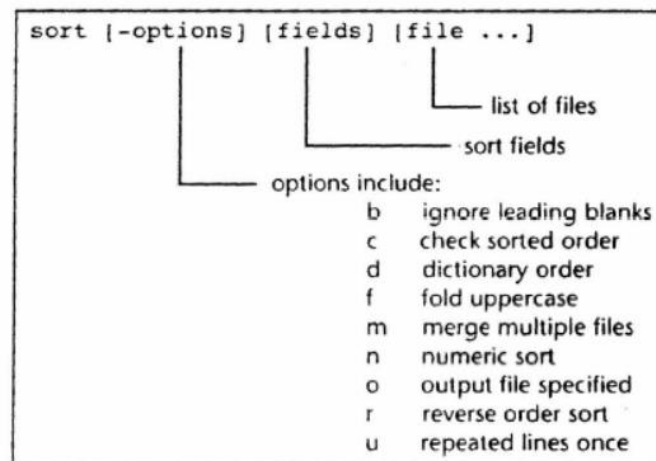 sort [-options] [fields] [file ...]
list of files
sort fields
options include:
b ignore leading blanks
c check sorted order
d dictionary order
f fold uppercase
m merge multiple files
n numeric sort
o output file specified
r reverse order sort
u repeated lines once